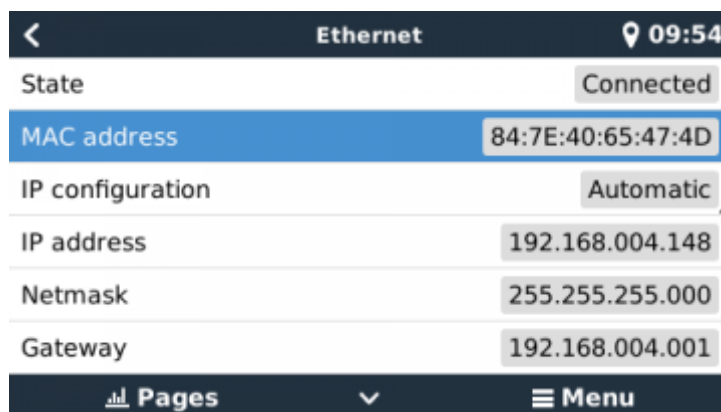 Ethernet 09:54
State Connected
MAC address 84:7E:40:65:47:4D
IP configuration Automatic
IP address 192.168.004.148
Netmask 255.255.255.000
Gateway 192.168.004.001
Pages Menu